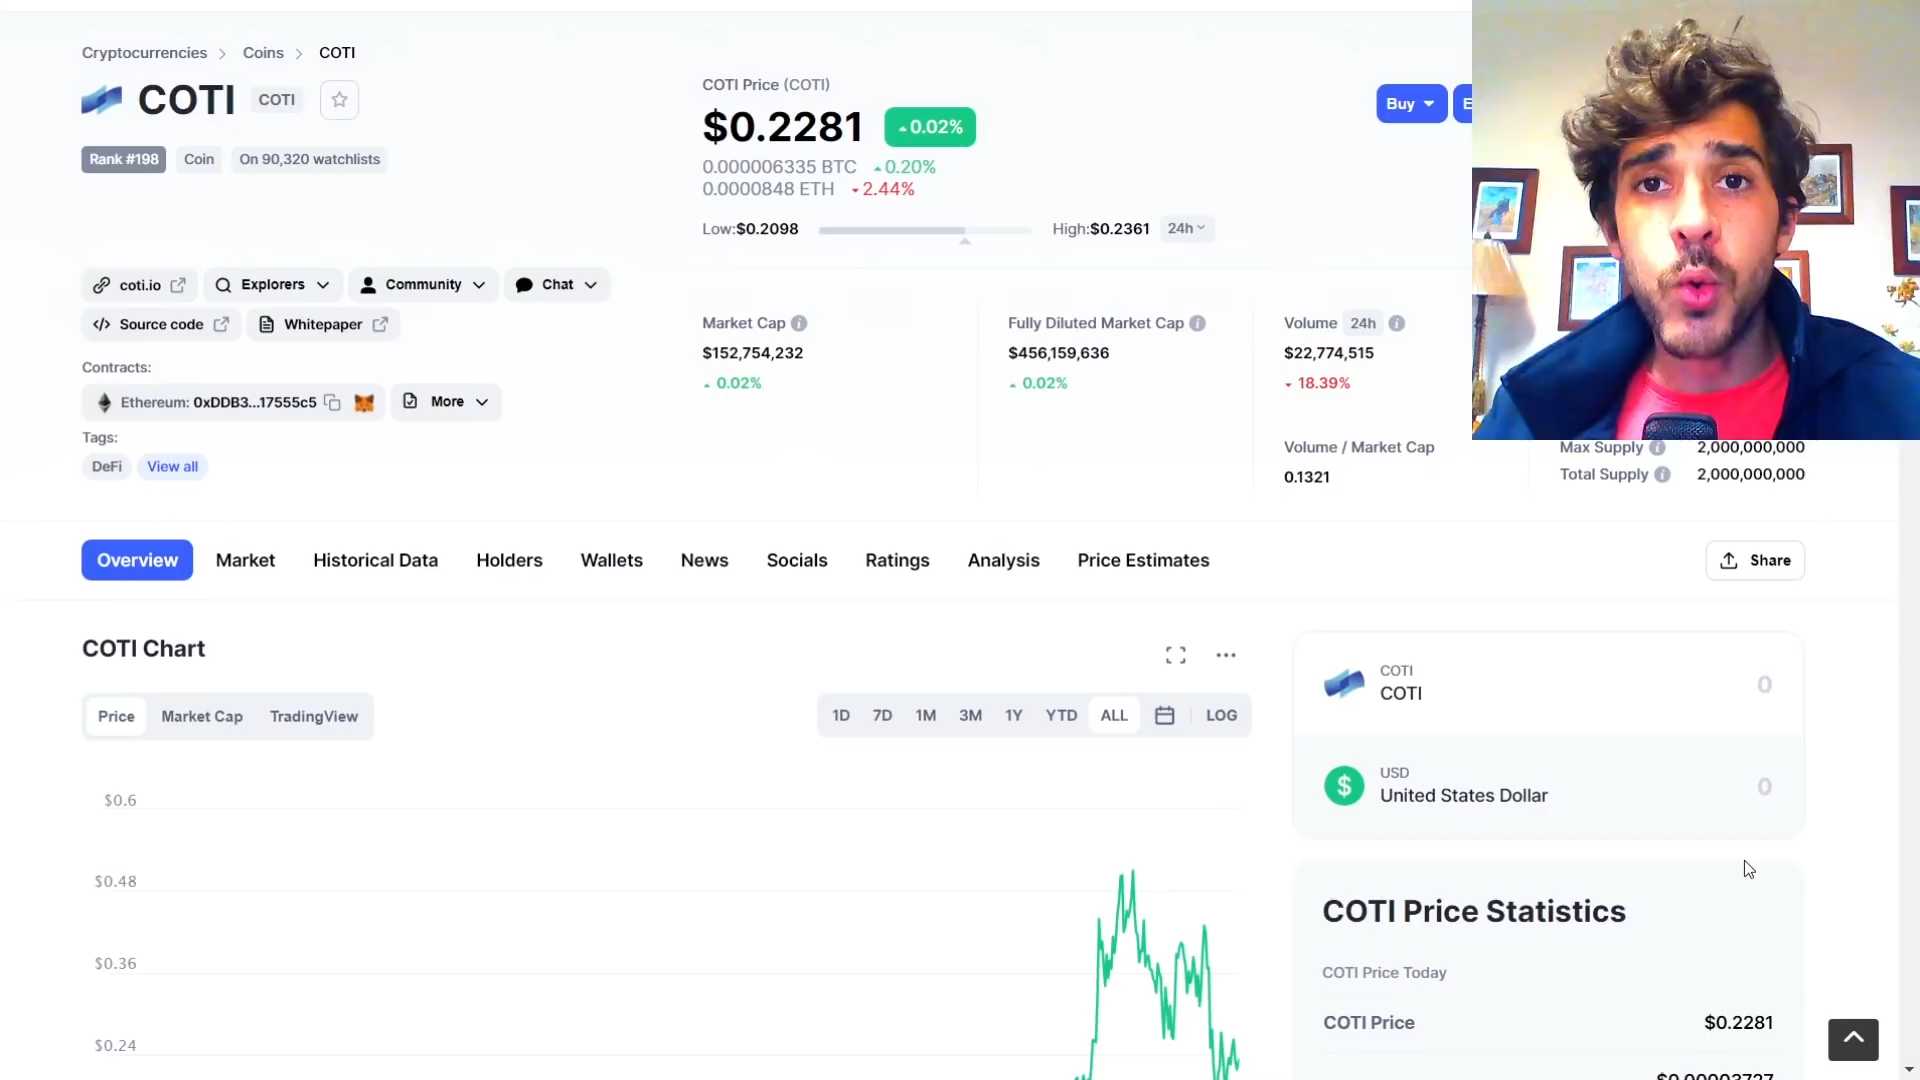 Cryptocurrencies > Coins > COTI
COTI COTI
Rank #198 Coin On 90,320 watchlists
coti.io Explorers Community Chat
Source code Whitepaper
Contracts:
Ethereum: 0xDDB3...17555c5 More
Tags:
DeFi View all
COTI Price (COTI)
$0.2281 0.02%
0.000006335 BTC 0.20%
0.0000848 ETH 2.44%
Low:$0.2098 High:$0.2361 24h
Buy
Market Cap
$152,754,232
0.02%
Fully Diluted Market Cap
$456,159,636
0.02%
Volume 24h
$22,774,515
18.39%
Volume / Market Cap
0.1321
Max Supply 2,000,000,000
Total Supply 2,000,000,000
Overview Market Historical Data Holders Wallets News Socials Ratings Analysis Price Estimates Share
COTI Chart
Price Market Cap TradingView
1D 7D 1M 3M 1Y YTD ALL LOG
$0.6
$0.48
$0.36
$0.24
COTI
COTI 0
USD
$ United States Dollar 0
COTI Price Statistics
COTI Price Today
COTI Price $0.2281